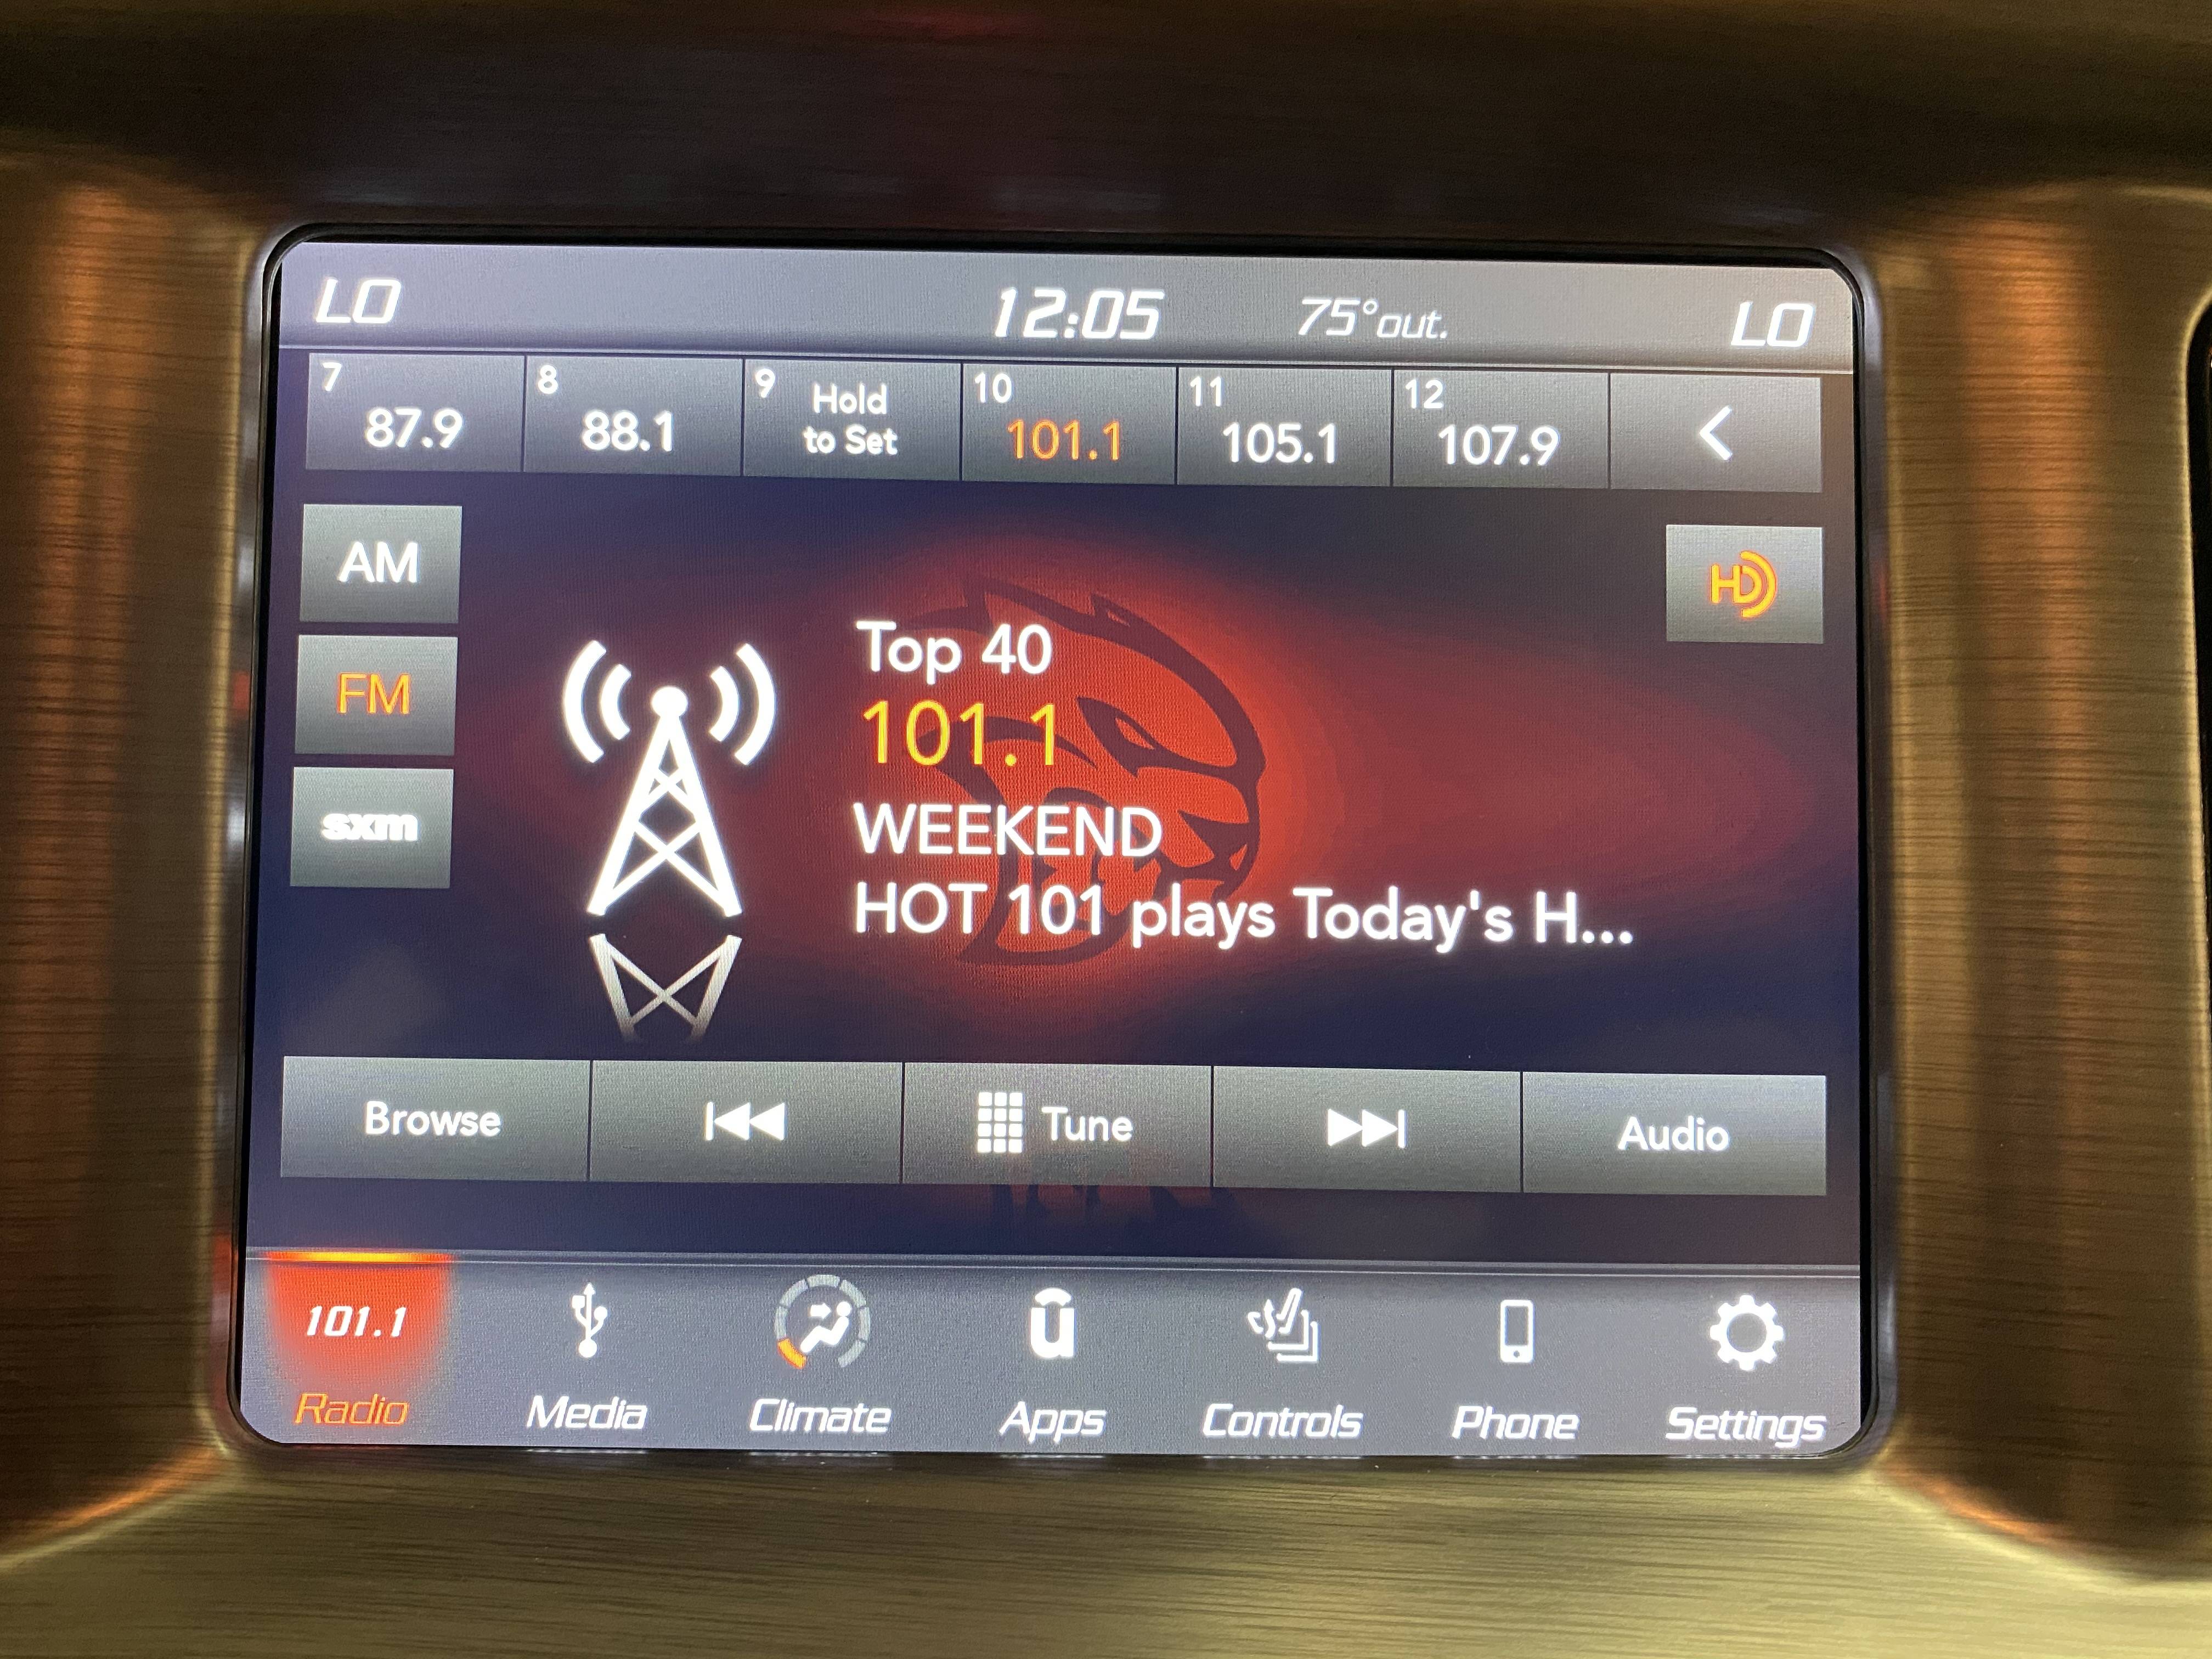 LO 12:05 75°out. LO
7 8 9 Hold 10 11 12
87.9 88.1 to Set 101.1 105.1 107.9
AM
HD
Top 40
FM
101.1
sxm
WEEKEND
HOT 101 plays Today's H...
Browse Tune Audio
101.1 u
Radio Media Climate Apps Controls Phone Settings